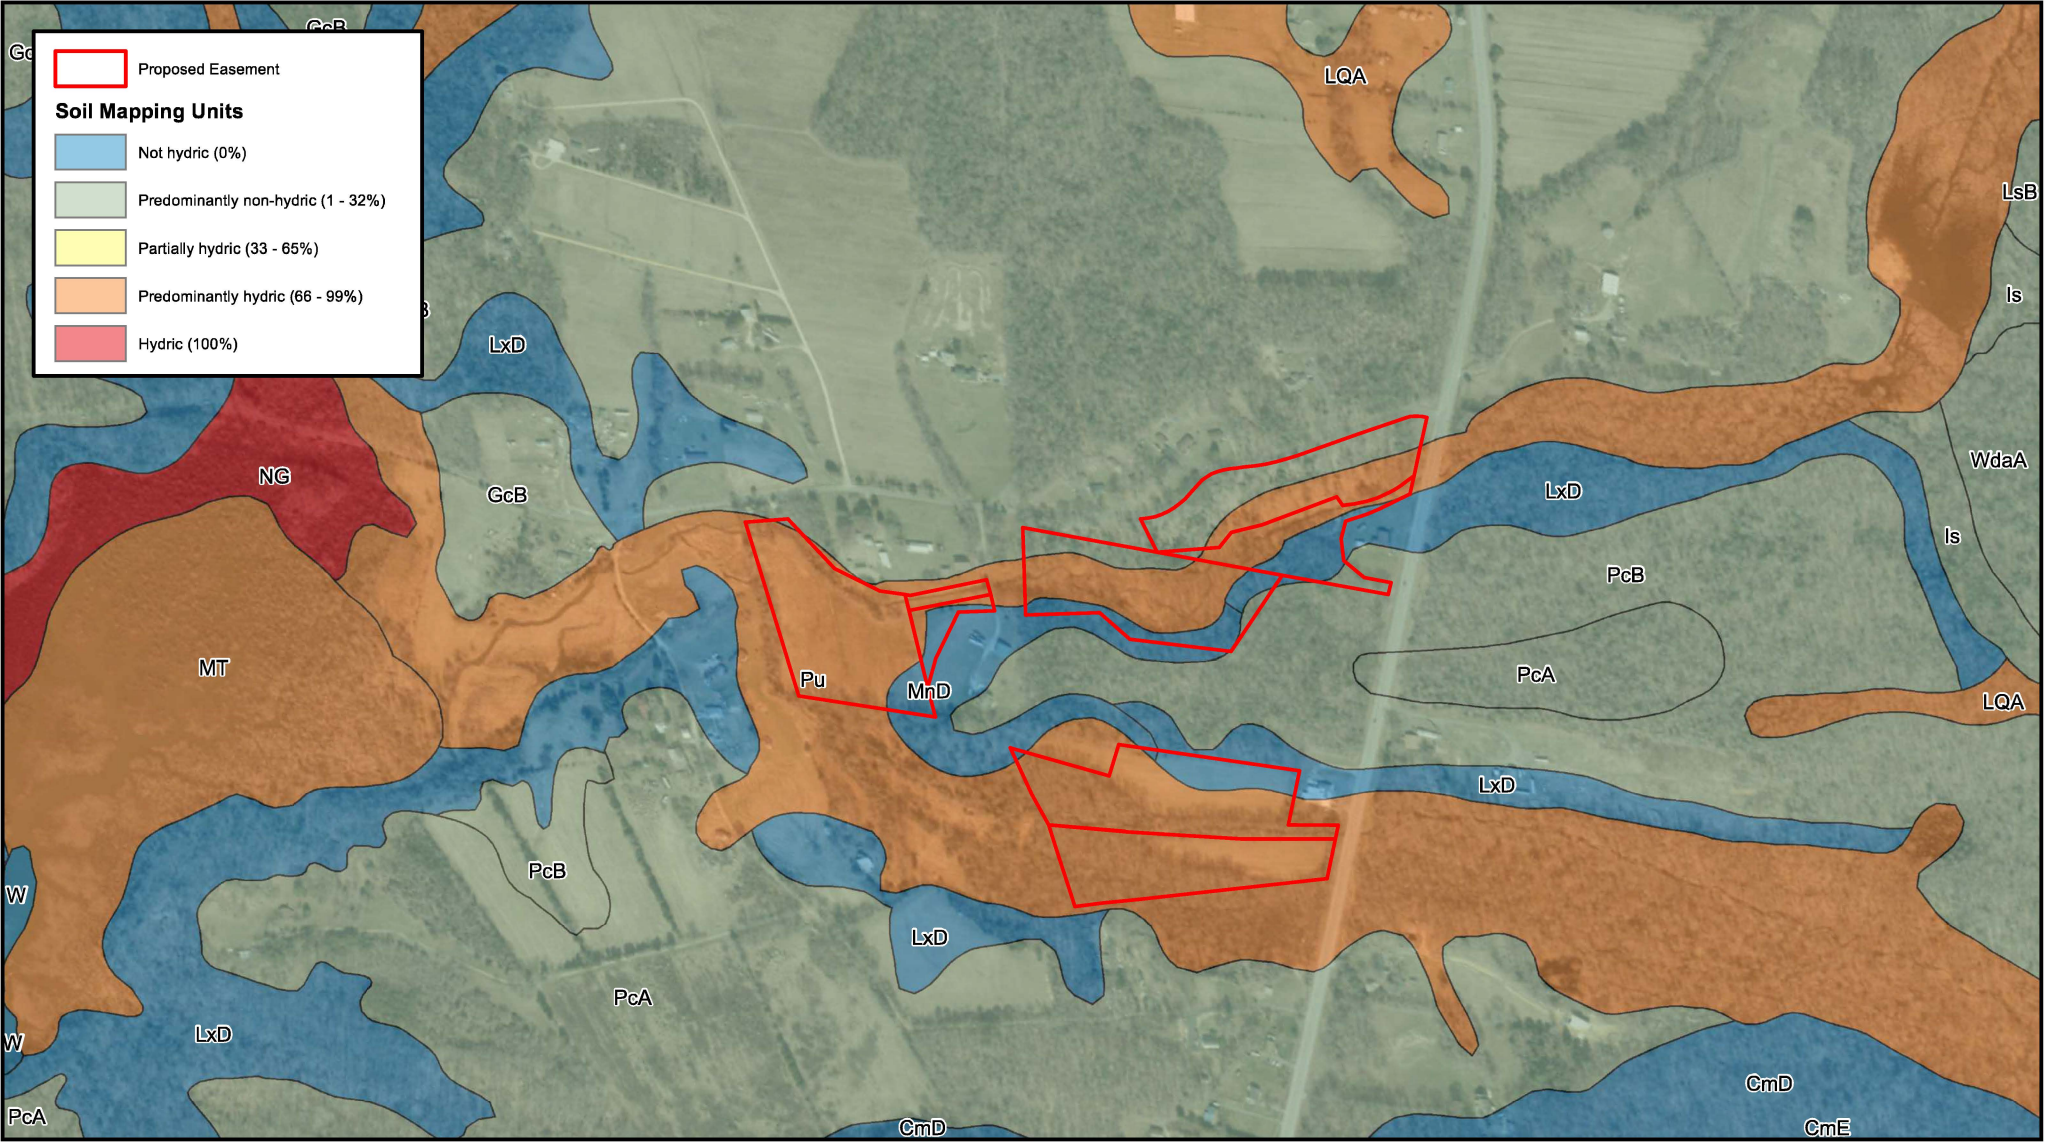 GcB
Gc
Proposed Easement
Soil Mapping Units
Not hydric (0%)
Predominantly non-hydric (1 - 32%)
Partially hydric (33 - 65%)
Predominantly hydric (66 - 99%)
Hydric (100%)
LQA
LsB
Is
B
LxD
WdaA
NG
GcB
LxD
Is
PcB
MT
Pu
MnD
PcA
LQA
LxD
PcB
W
LxD
PcA
LxD
W
CmD
PcA
CmD
CmE